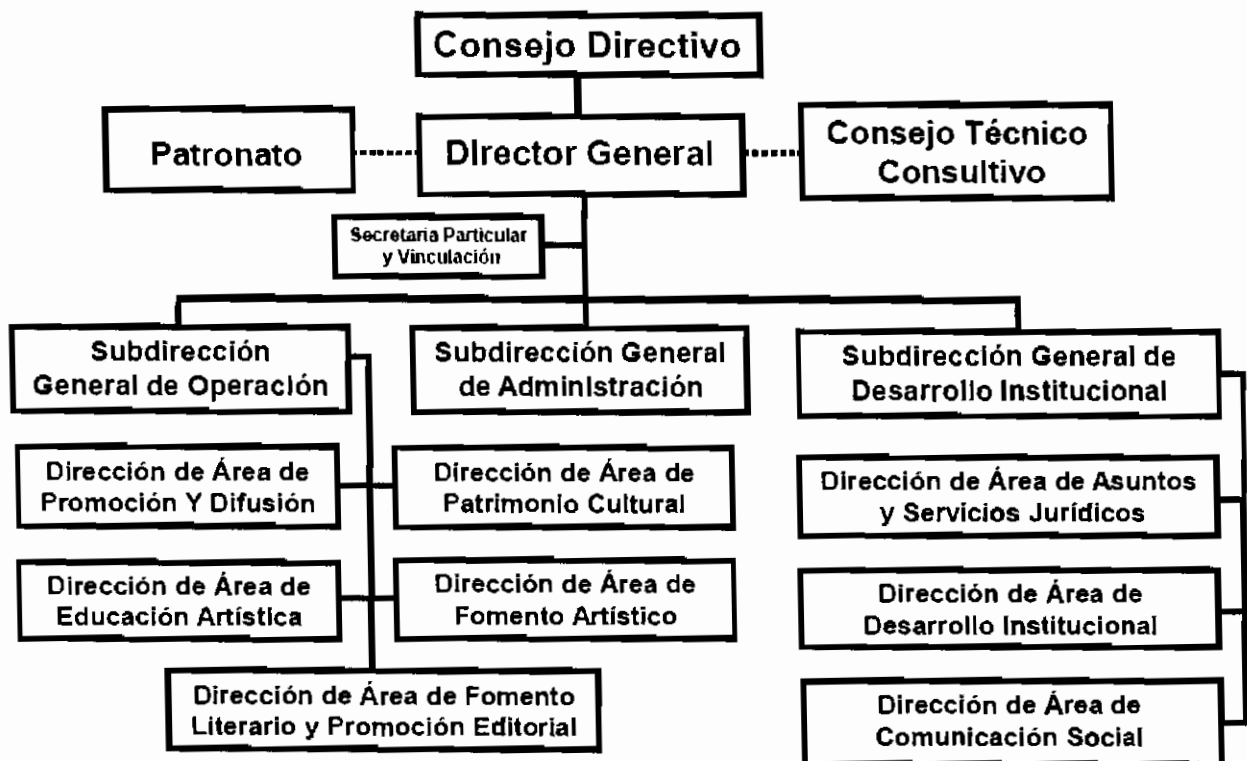 Consejo Directivo
Patronato
Director General
Consejo Técnico
Consultivo
Secretaria Particular
y Vinculación
Subdirección
General de Operación
Subdirección General
de Administración
Subdirección General de
Desarrollo Institucional
Dirección de Área de
Promoción Y Difusión
Dirección de Área de
Patrimonio Cultural
Dirección de Área de Asuntos
y Servicios Jurídicos
Dirección de Área de
Educación Artística
Dirección de Área de
Fomento Artístico
Dirección de Área de
Desarrollo Institucional
Dirección de Área de Fomento
Literario y Promoción Editorial
Dirección de Área de
Comunicación Social